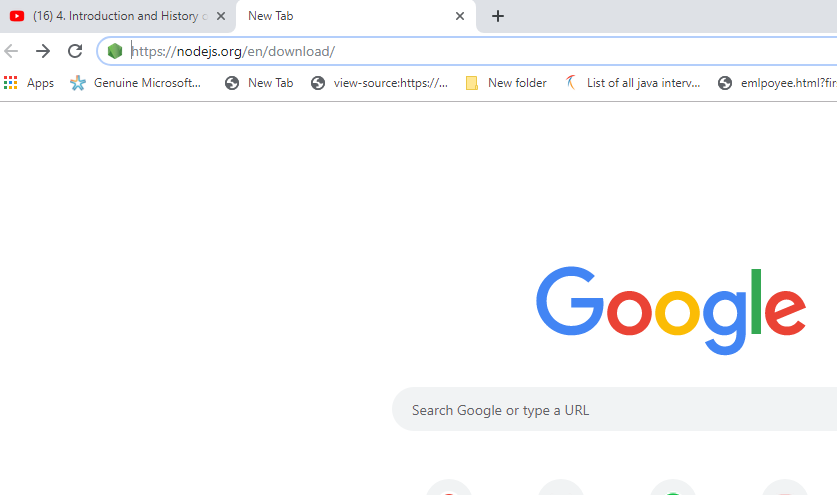 (16) 4. Introduction and History
New Tab
https://nodejs.org/en/download/
Apps
Genuine Microsoft...
New Tab
view-source:https://...
New folder
List of all java interv...
emlpoyee.html?firs
Google
Search Google or type a URL